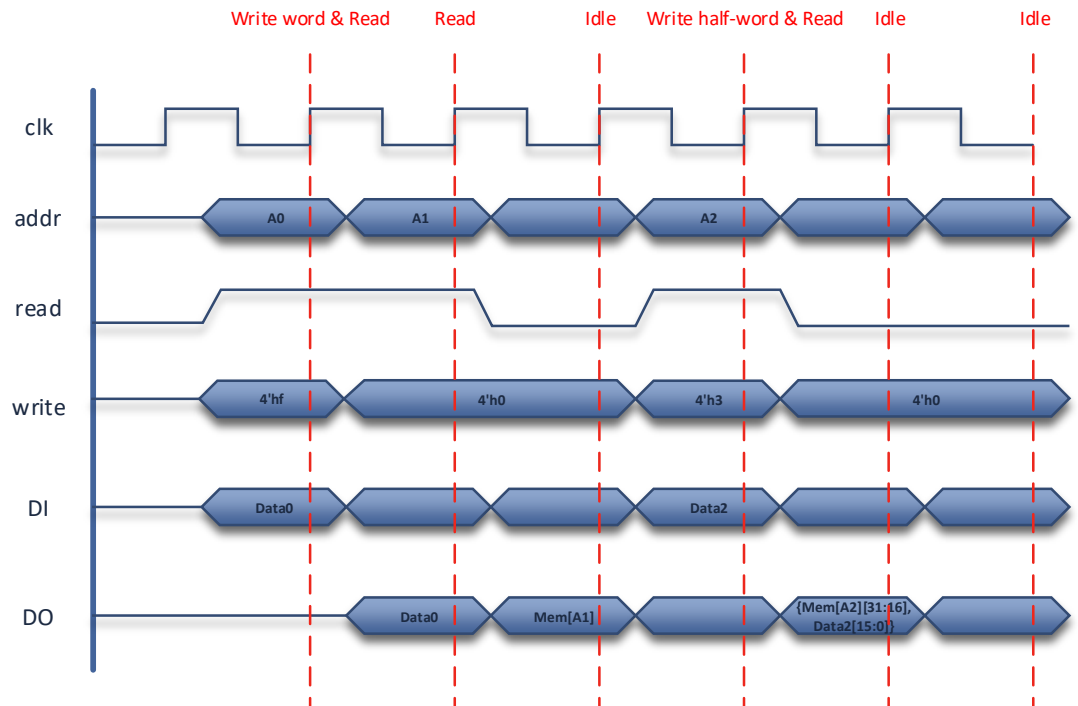 Write word & Read
Read
Idle
Write half-word & Read
Idle
Idle
clk
addr
A0
A1
A2
read
write
4'hf
4'h0
4'h3
4'h0
DI
Data0
Data2
DO
Data0
Mem[A1]
{Mem[A2][31:16],
Data2[15:0]}